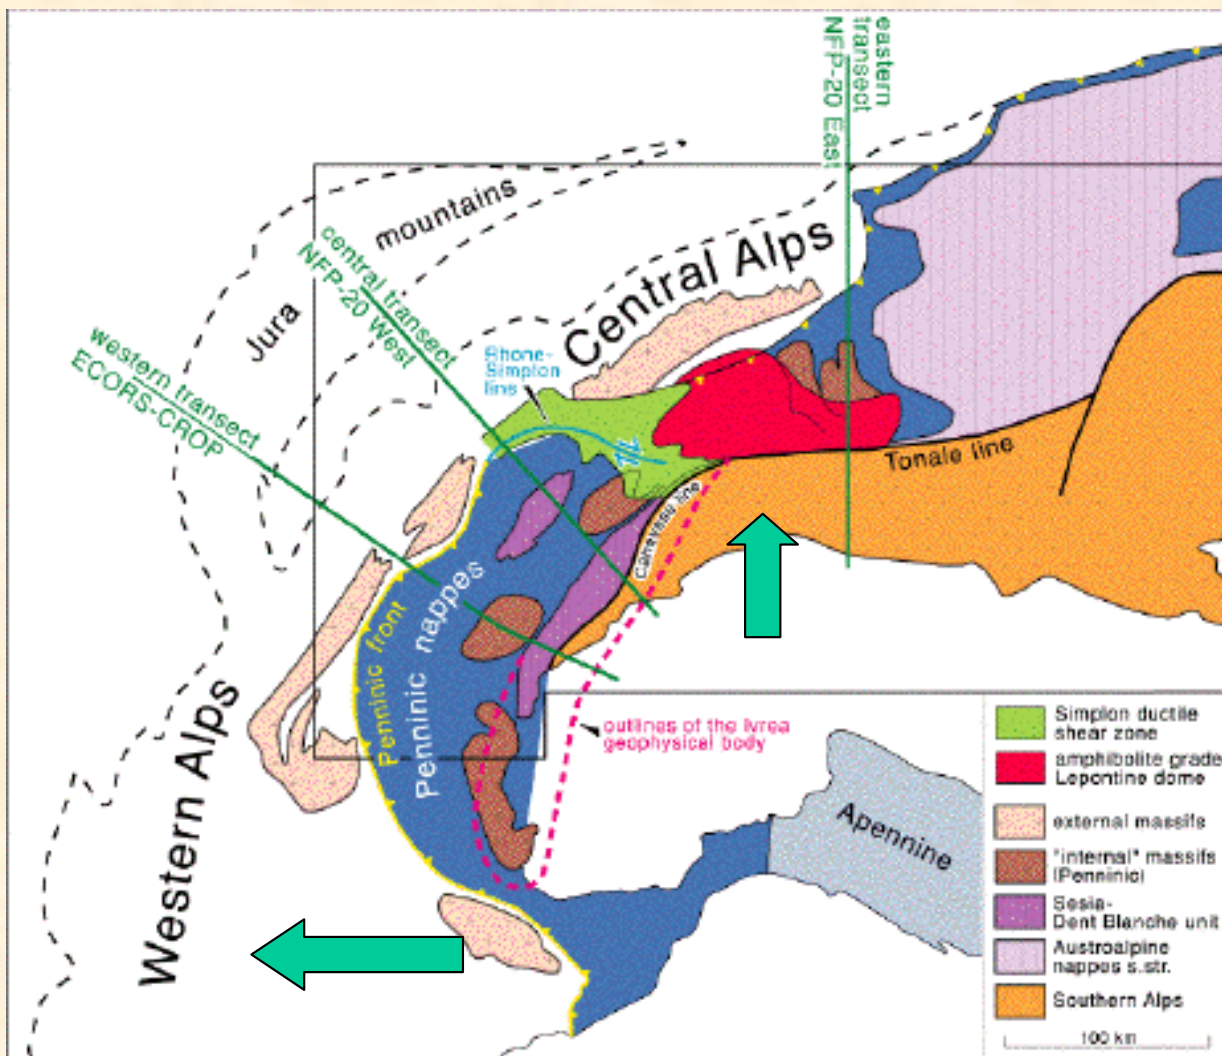 eastern
transect
NFP-20 East
mountains
Jura
central transect
NFP-20 West
Central Alps
western transect
ECORS-CROP
Rhone-
Simplon
line
Tonale line
Canavese line
Penninic front
Penninic nappes
Western Alps
outlines of the Ivrea
geophysical body
Apennine
Simplon ductile
shear zone
amphibolite grade
Lepontine dome
external massifs
"internal" massifs
(Penninic)
Sesia-
Dent Blanche unit
Austroalpine
nappes s.str.
Southern Alps
100 km